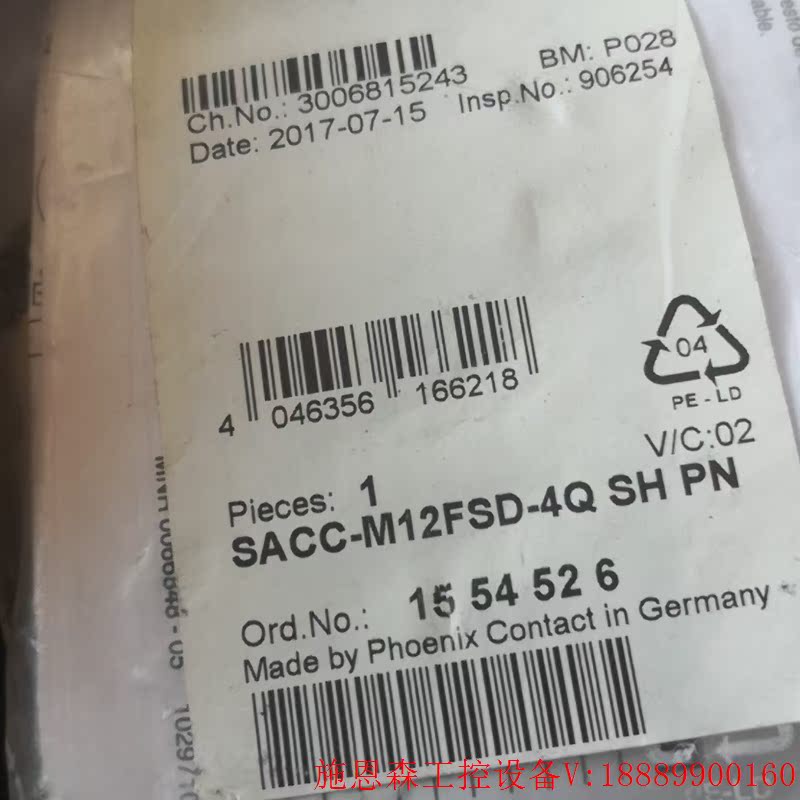 Ch.No.: 3006815243
BM: P028
Date: 2017-07-15
Insp.No.: 906254
4 046356 166218
04
PE-LD
V/C:02
Pieces: 1
SACC-M12FSD-4Q SH PN
Ord.No.: 15 54 52 6
Made by Phoenix Contact in Germany
施恩森工控设备V:18889900160